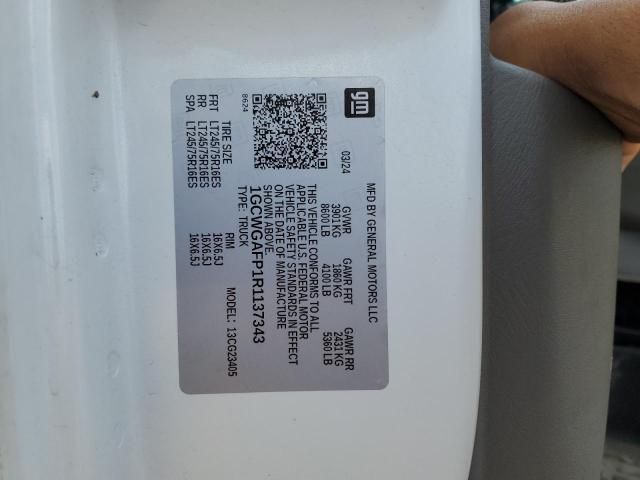 gm
MFD BY GENERAL MOTORS LLC
03/24
GVWR GAWR FRT GAWR RR
3901 KG 1860 KG 2431 KG
8600 LB 4100 LB 5360 LB
THIS VEHICLE CONFORMS TO ALL
APPLICABLE U.S. FEDERAL MOTOR
VEHICLE SAFETY STANDARDS IN EFFECT
ON THE DATE OF MANUFACTURE
SHOWN ABOVE.
1GCWGAFP1R1137343
TYPE: TRUCK
8624
MODEL: 13CG23405
TIRE SIZE RIM
FRT LT245/75R16ES 16X6.5J
RR LT245/75R16ES 16X6.5J
SPA LT245/75R16ES 16X6.5J